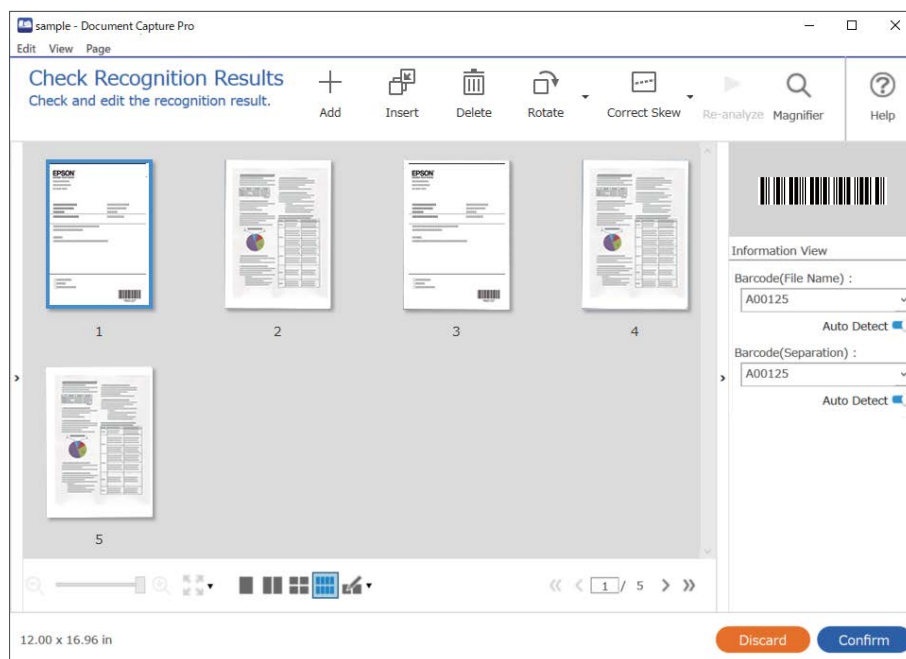 sample - Document Capture Pro
Edit View Page
Check Recognition Results
Check and edit the recognition result.
Add
Insert
Delete
Rotate
Correct Skew
Re-analyze
Magnifier
Help
EPSON
EPSON
1
2
3
4
5
Information View
Barcode(File Name) :
A00125
Auto Detect
Barcode(Separation) :
A00125
Auto Detect
1 / 5
12.00 x 16.96 in
Discard
Confirm